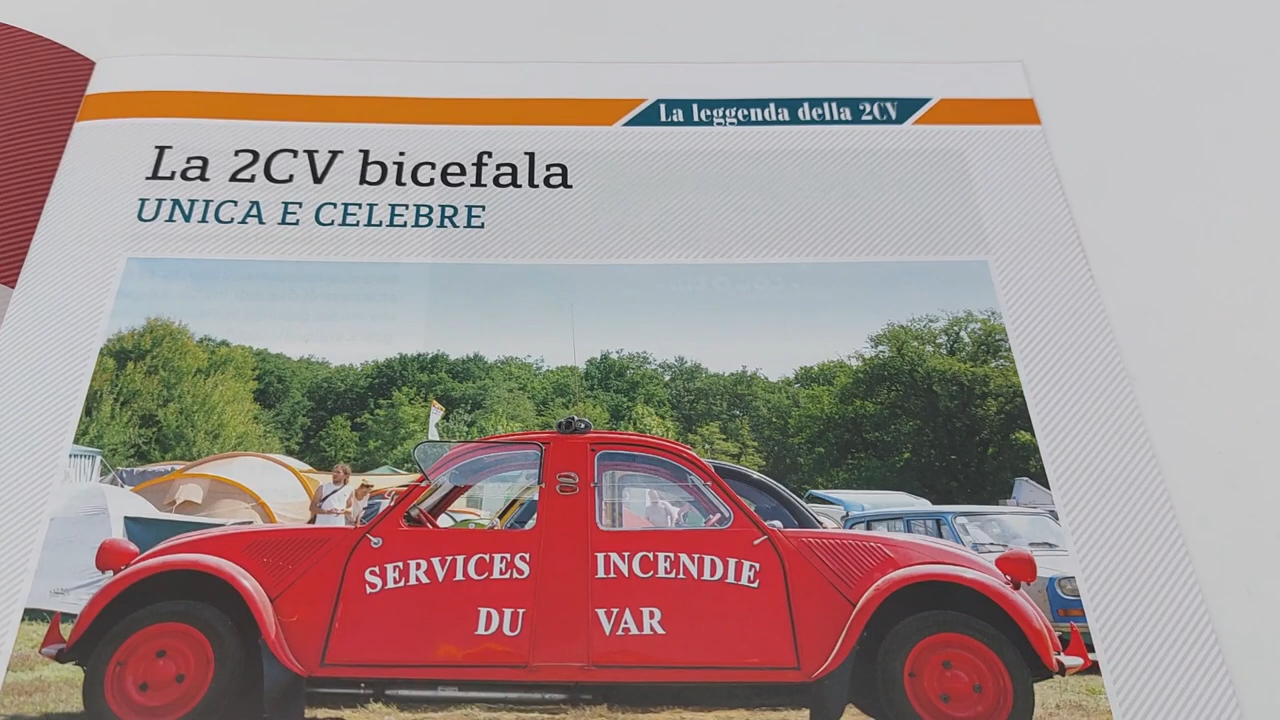 La leggenda della 2CV
La 2CV bicefala
UNICA E CELEBRE
SERVICES INCENDIE
DU VAR